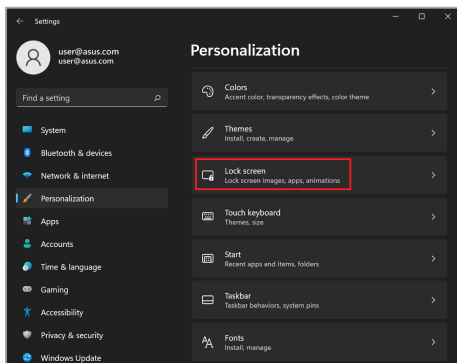 Settings
user@asus.com
user@asus.com
Find a setting
System
Bluetooth & devices
Network & internet
Personalization
Apps
Accounts
Time & language
Gaming
Accessibility
Privacy & security
Windows Update
Personalization
Colors
Accent color, transparency effects, color theme
Themes
Install, create, manage
Lock screen
Lock screen images, apps, animations
Touch keyboard
Themes, size
Start
Recent apps and items, folders
Taskbar
Taskbar behaviors, system pins
Fonts
Install, manage